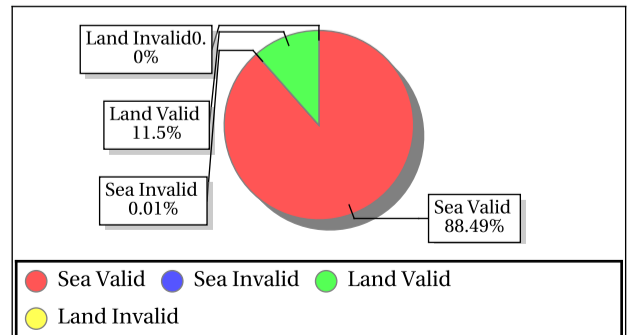 Land Invalid0.
0%
Land Valid
11.5%
Sea Invalid
0.01%
Sea Valid
88.49%
Sea Valid Sea Invalid Land Valid
Land Invalid